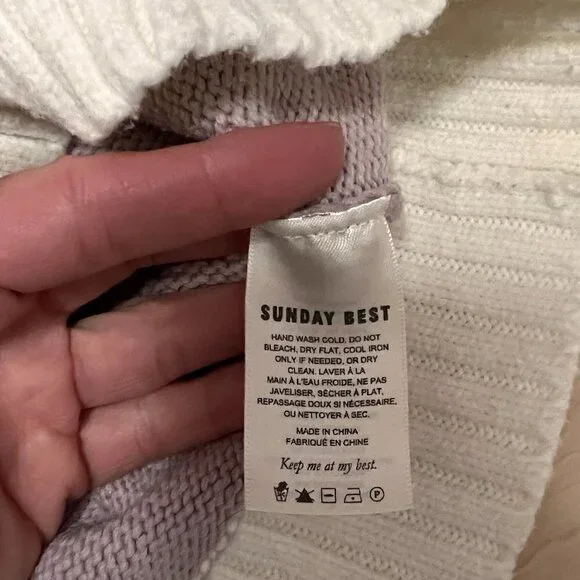 SUNDAY BEST
HAND WASH COLD, DO NOT
BLEACH, DRY FLAT, COOL IRON
ONLY IF NEEDED, OR DRY
CLEAN. LAVER À LA
MAIN À L'EAU FROIDE, NE PAS
JAVELISER, SÈCHER À PLAT,
REPASSAGE DOUX SI NÉCESSAIRE,
OU NETTOYER À SEC.
MADE IN CHINA
FABRIQUÉ EN CHINE
Keep me at my best.
P